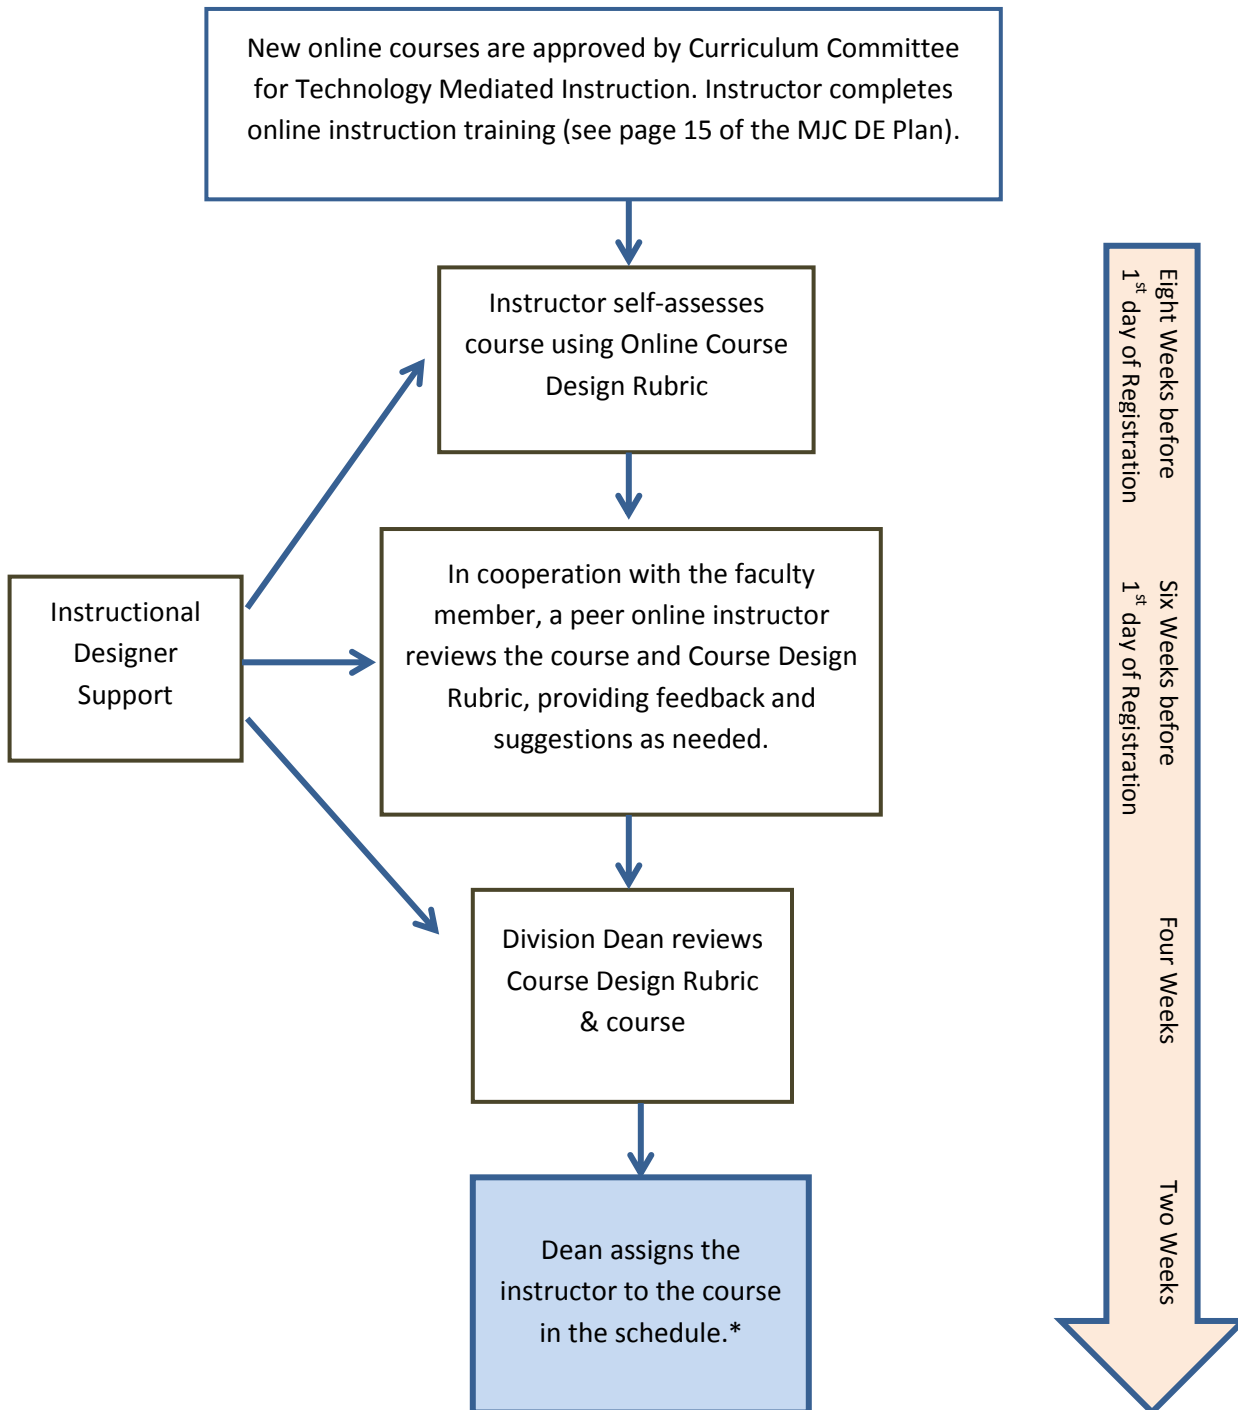 New online courses are approved by Curriculum Committee
for Technology Mediated Instruction. Instructor completes
online instruction training (see page 15 of the MJC DE Plan).
Instructor self-assesses
course using Online Course
Design Rubric
In cooperation with the faculty
member, a peer online instructor
reviews the course and Course Design
Rubric, providing feedback and
suggestions as needed.
Instructional
Designer
Support
Division Dean reviews
Course Design Rubric
& course
Dean assigns the
instructor to the course
in the schedule.*
Eight Weeks before
1st day of Registration
Six Weeks before
1st day of Registration
Four Weeks
Two Weeks